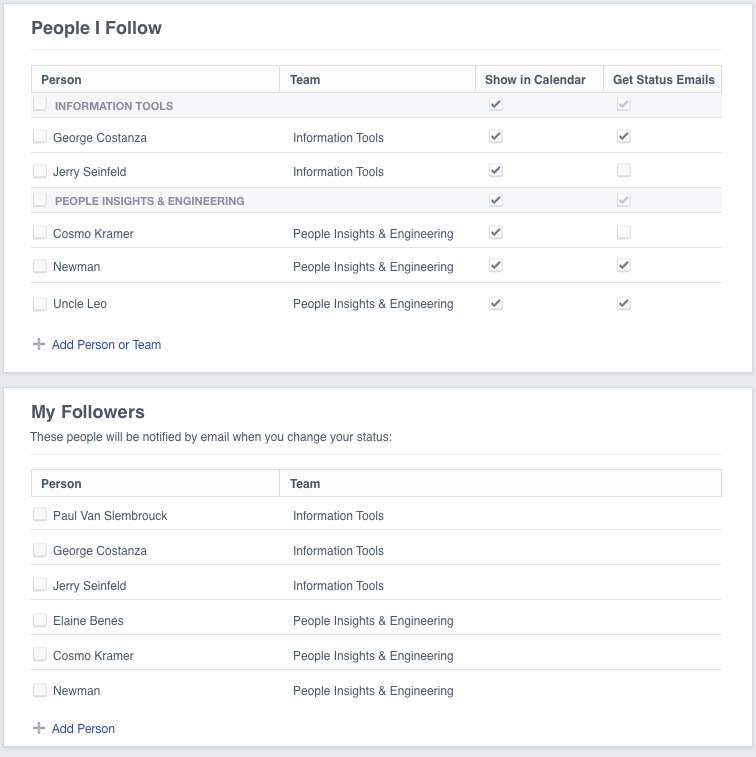 People I Follow
Person Team Show in Calendar Get Status Emails
INFORMATION TOOLS
George Costanza Information Tools
Jerry Seinfeld Information Tools
PEOPLE INSIGHTS & ENGINEERING
Cosmo Kramer People Insights & Engineering
Newman People Insights & Engineering
Uncle Leo People Insights & Engineering
Add Person or Team
My Followers
These people will be notified by email when you change your status:
Person Team
Paul Van Slembrouck Information Tools
George Costanza Information Tools
Jerry Seinfeld Information Tools
Elaine Benes People Insights & Engineering
Cosmo Kramer People Insights & Engineering
Newman People Insights & Engineering
Add Person